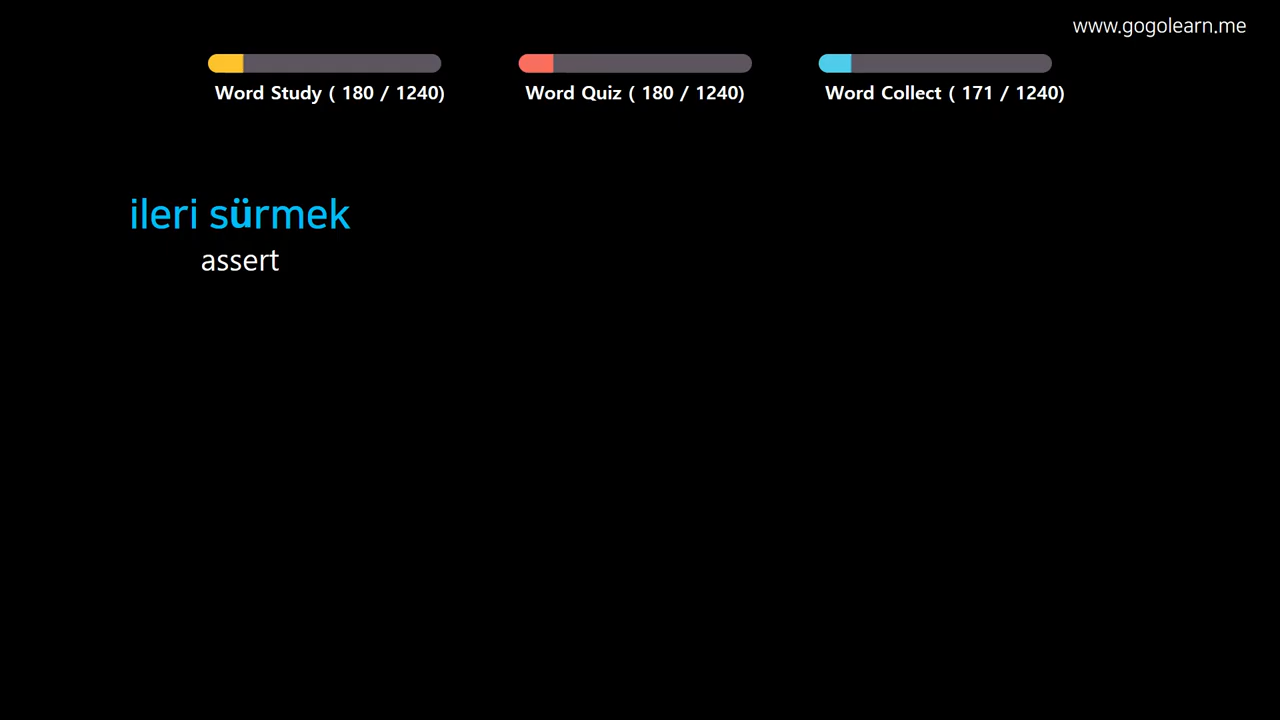 www.gogolearn.me
Word Study ( 180 / 1240)
Word Quiz ( 180 / 1240)
Word Collect ( 171 / 1240)
ileri sürmek
assert